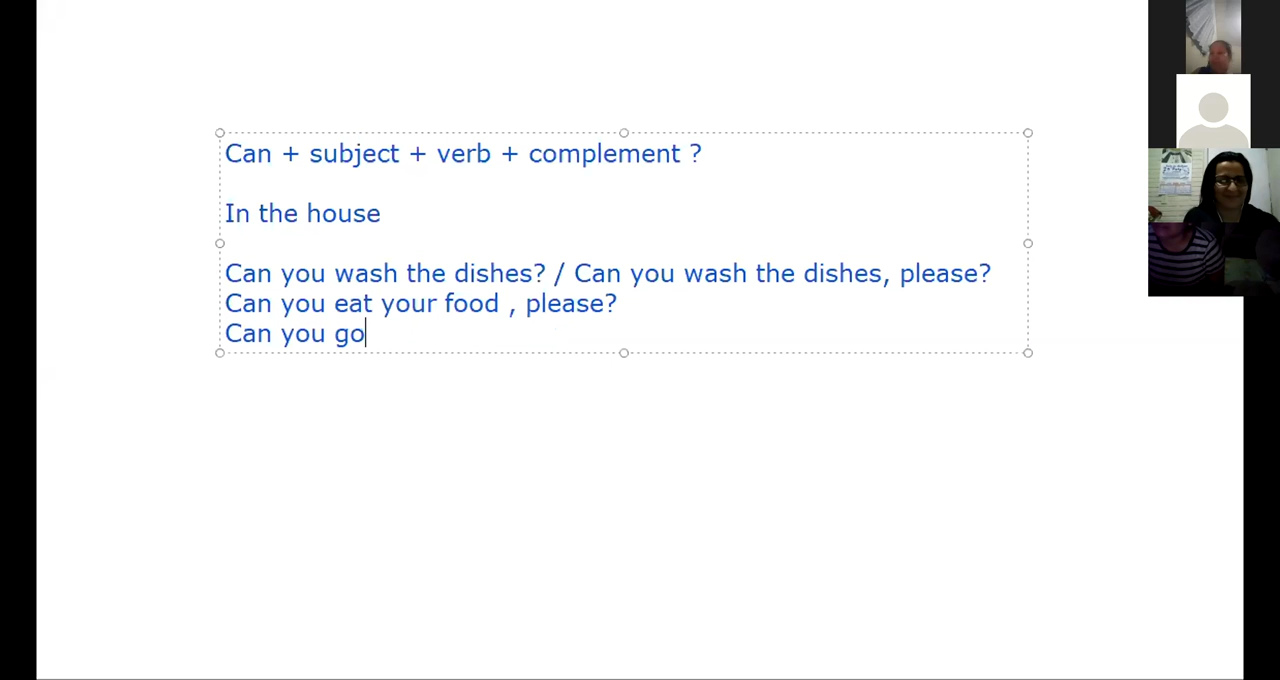 Can + subject + verb + complement ?
In the house
Can you wash the dishes? / Can you wash the dishes, please?
Can you eat your food , please?
Can you go